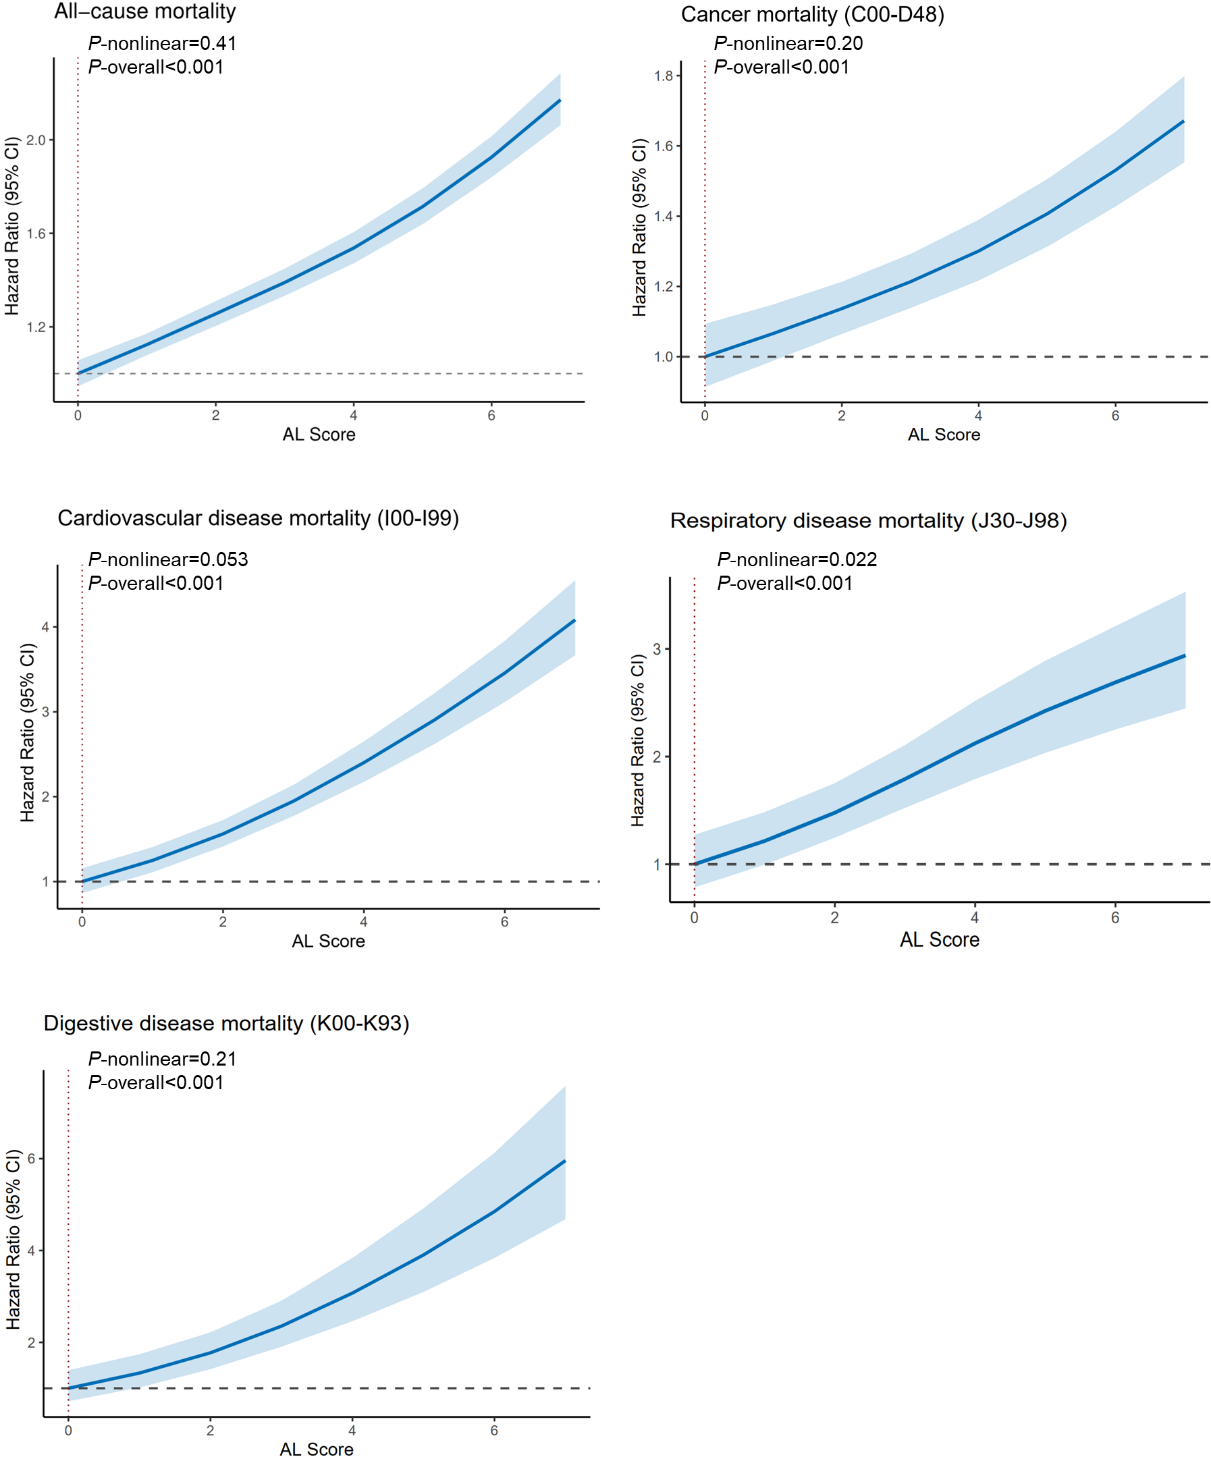 All−cause mortality
P-nonlinear=0.41
P-overall<0.001
Hazard Ratio (95% CI)
2.0
1.6
1.2
0 2 4 6
AL Score
Cancer mortality (C00-D48)
P-nonlinear=0.20
P-overall<0.001
Hazard Ratio (95% CI)
1.8
1.6
1.4
1.2
1.0
0 2 4 6
AL Score
Cardiovascular disease mortality (I00-I99)
P-nonlinear=0.053
P-overall<0.001
Hazard Ratio (95% CI)
4
3
2
1
0 2 4 6
AL Score
Respiratory disease mortality (J30-J98)
P-nonlinear=0.022
P-overall<0.001
Hazard Ratio (95% CI)
3
2
1
0 2 4 6
AL Score
Digestive disease mortality (K00-K93)
P-nonlinear=0.21
P-overall<0.001
Hazard Ratio (95% CI)
6
4
2
0 2 4 6
AL Score